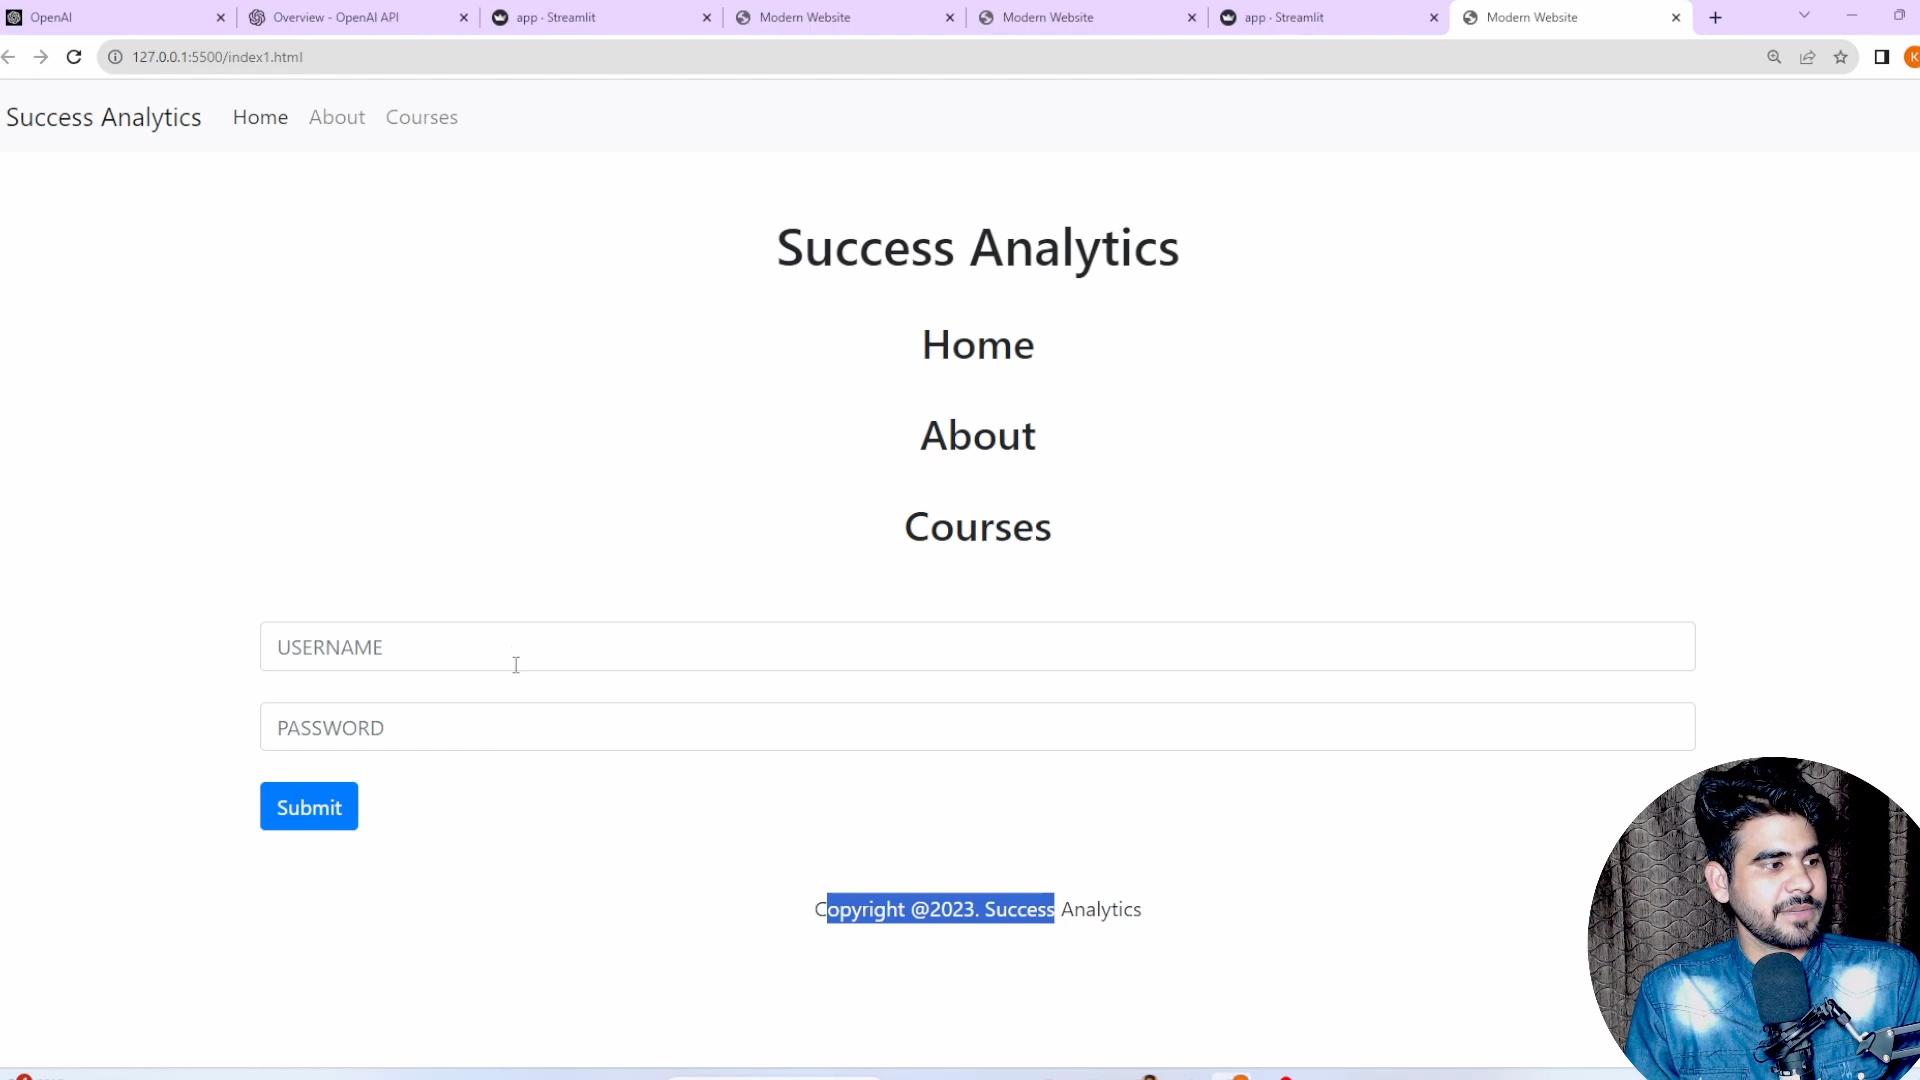 OpenAI
Overview - OpenAI API
app · Streamlit
Modern Website
Modern Website
app · Streamlit
Modern Website
127.0.0.1:5500/index1.html
K
Success Analytics Home About Courses
Success Analytics
Home
About
Courses
USERNAME
PASSWORD
Submit
Copyright @2023. Success Analytics